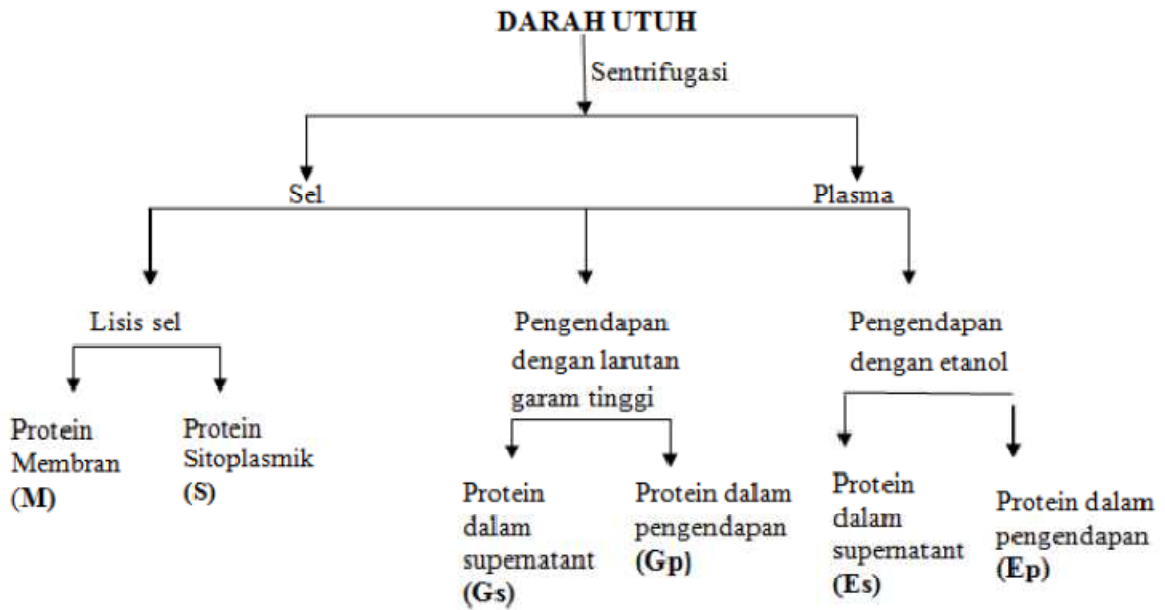 DARAH UTUH
Sentrifugasi
Sel
Plasma
Lisis sel
Pengendapan
dengan larutan
garam tinggi
Pengendapan
dengan etanol
Protein
Membran
(M)
Protein
Sitoplasmik
(S)
Protein
dalam
supernatant
(Gs)
Protein dalam
pengendapan
(Gp)
Protein
dalam
supernatant
(Es)
Protein dalam
pengendapan
(Ep)